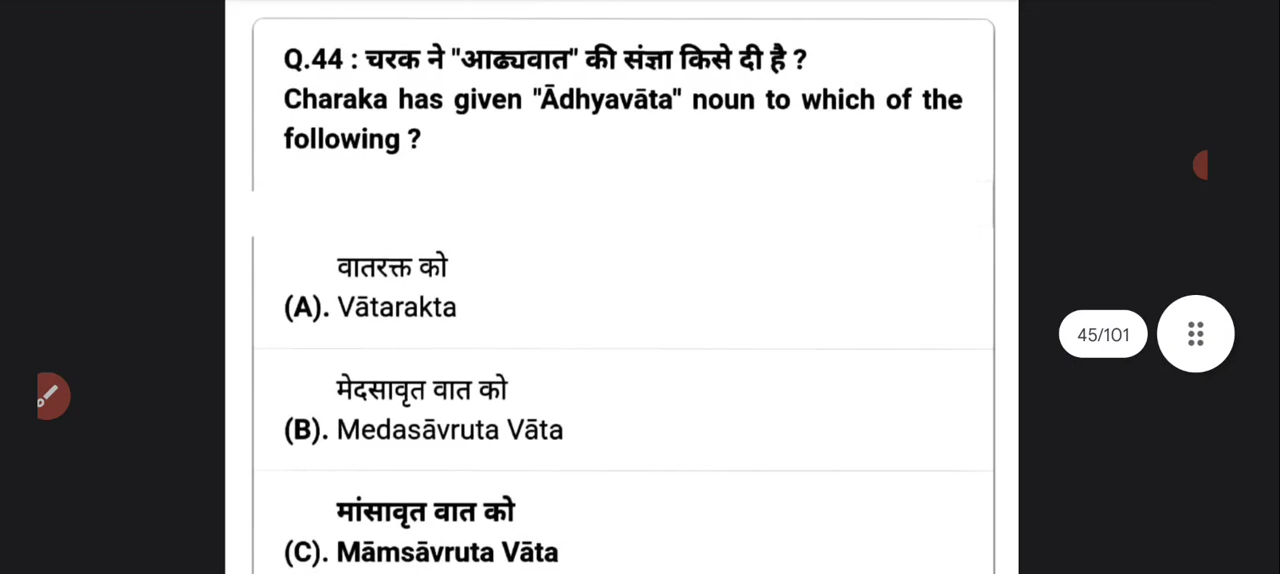 Q.44 : चरक ने "आढ्यवात" की संज्ञा किसे दी है ?
Charaka has given "Ādhyavāta" noun to which of the
following ?
वातरक्त को
(A). Vātarakta
मेदसावृत वात को
(B). Medasāvruta Vāta
मांसावृत वात को
(C). Māmsāvruta Vāta
45/101